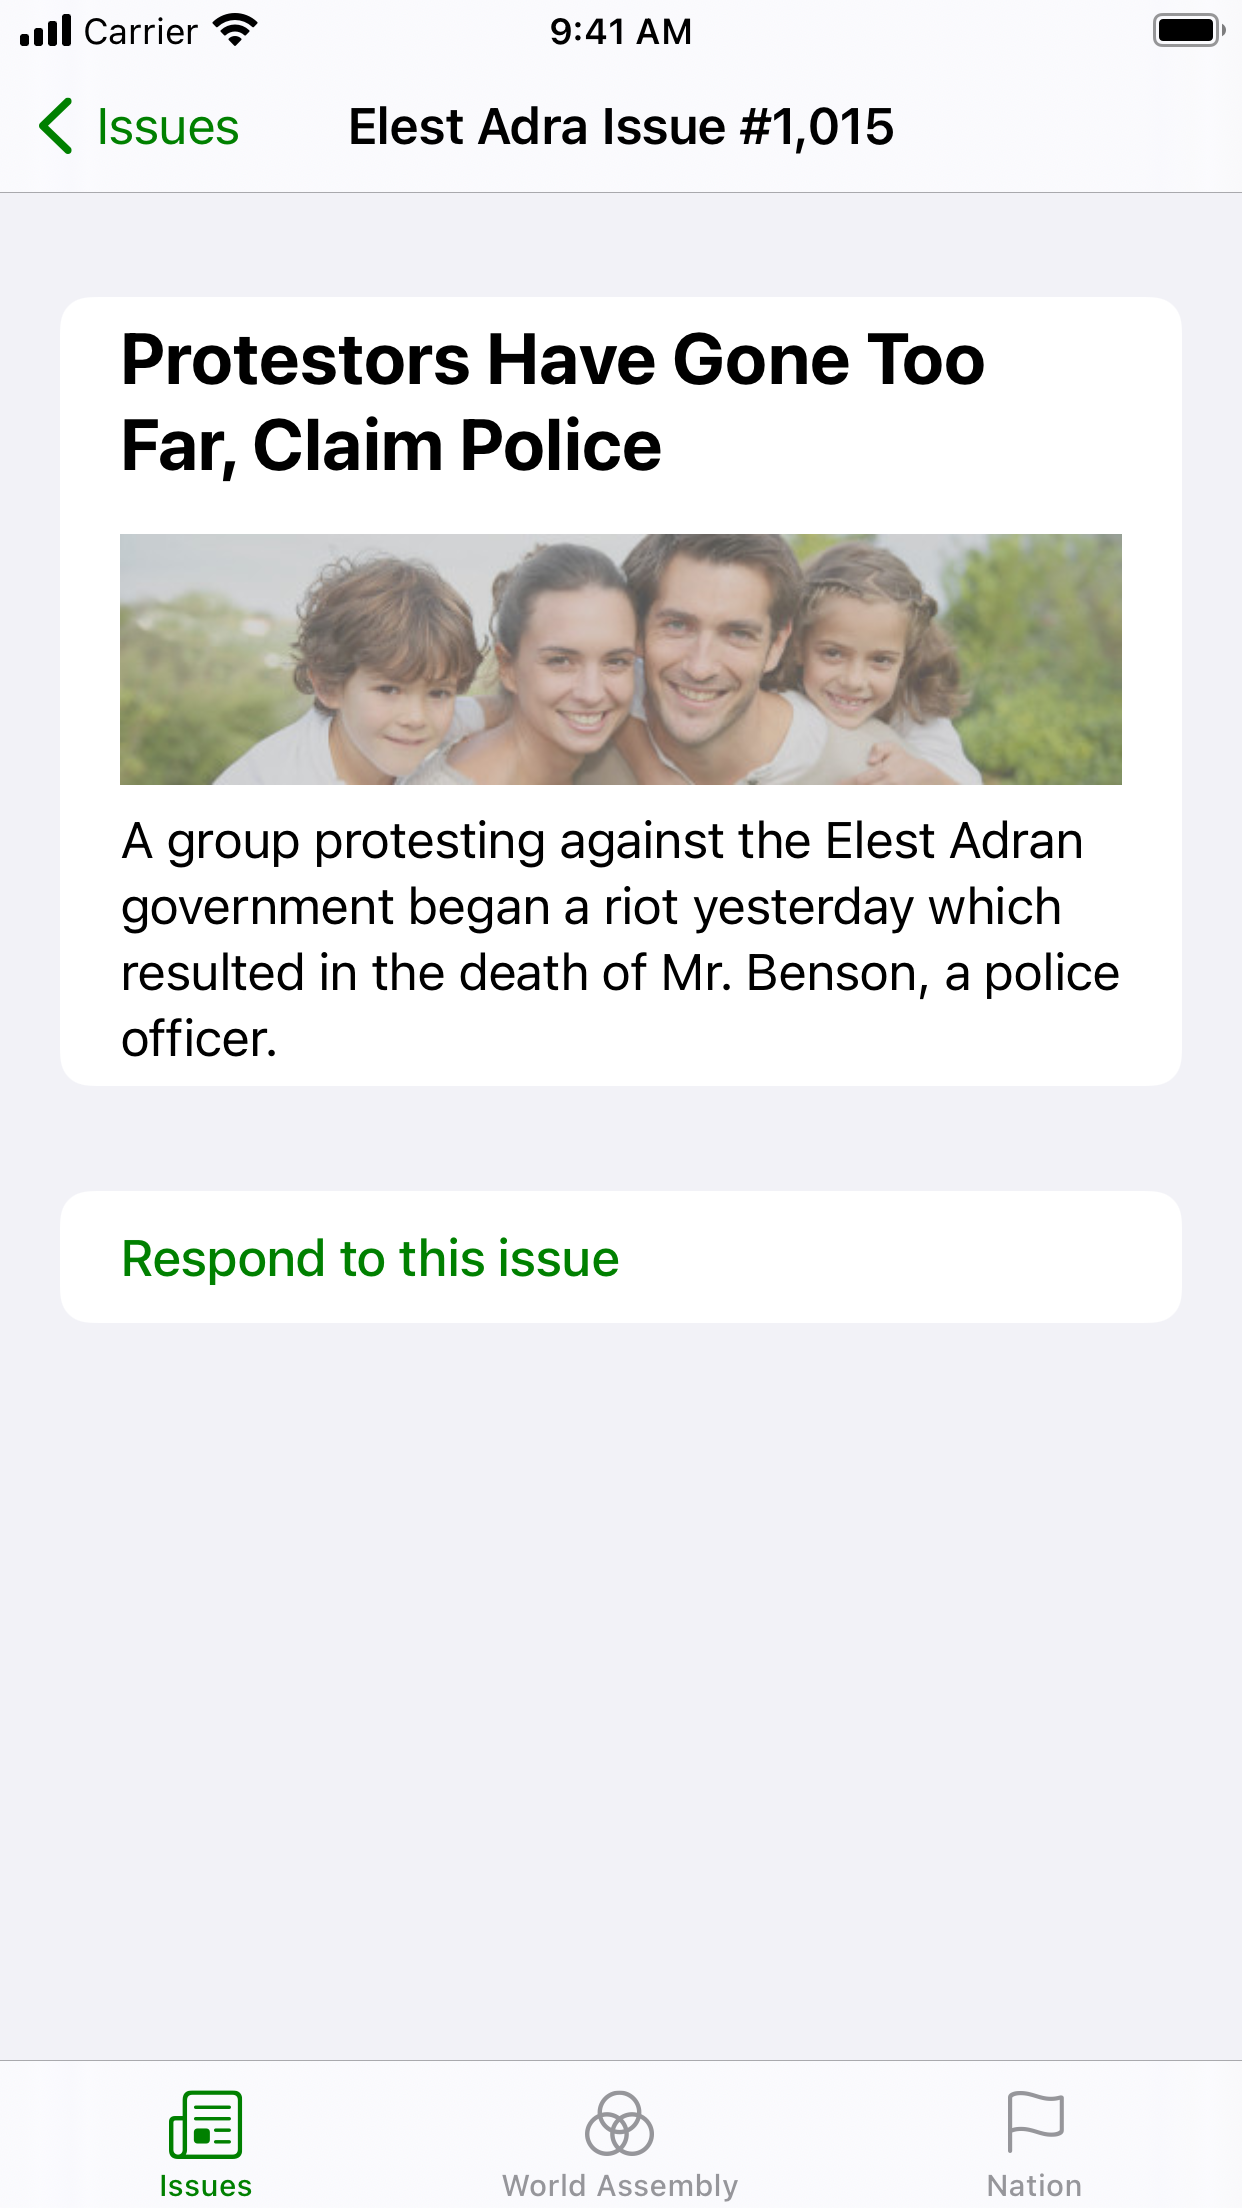 Carrier 9:41 AM
Issues Elest Adra Issue #1,015
Protestors Have Gone Too
Far, Claim Police
A group protesting against the Elest Adran
government began a riot yesterday which
resulted in the death of Mr. Benson, a police
officer.
Respond to this issue
Issues World Assembly Nation